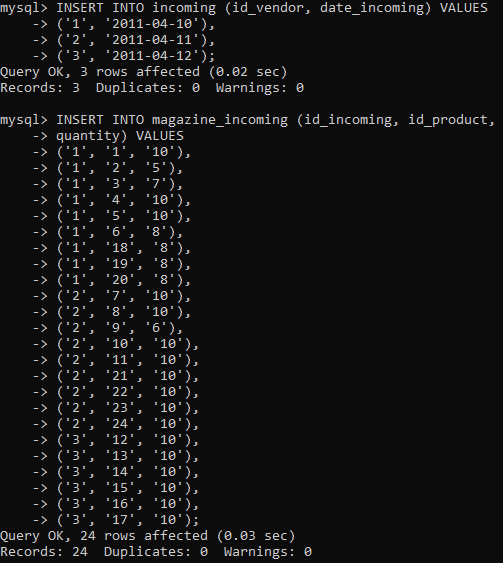 mysql> INSERT INTO incoming (id_vendor, date_incoming) VALUES
-> ('1', '2011-04-10'),
-> ('2', '2011-04-11'),
-> ('3', '2011-04-12');
Query OK, 3 rows affected (0.02 sec)
Records: 3  Duplicates: 0  Warnings: 0
mysql> INSERT INTO magazine_incoming (id_incoming, id_product,
-> quantity) VALUES
-> ('1', '1', '10'),
-> ('1', '2', '5'),
-> ('1', '3', '7'),
-> ('1', '4', '10'),
-> ('1', '5', '10'),
-> ('1', '6', '8'),
-> ('1', '18', '8'),
-> ('1', '19', '8'),
-> ('1', '20', '8'),
-> ('2', '7', '10'),
-> ('2', '8', '10'),
-> ('2', '9', '6'),
-> ('2', '10', '10'),
-> ('2', '11', '10'),
-> ('2', '21', '10'),
-> ('2', '22', '10'),
-> ('2', '23', '10'),
-> ('2', '24', '10'),
-> ('3', '12', '10'),
-> ('3', '13', '10'),
-> ('3', '14', '10'),
-> ('3', '15', '10'),
-> ('3', '16', '10'),
-> ('3', '17', '10');
Query OK, 24 rows affected (0.03 sec)
Records: 24  Duplicates: 0  Warnings: 0